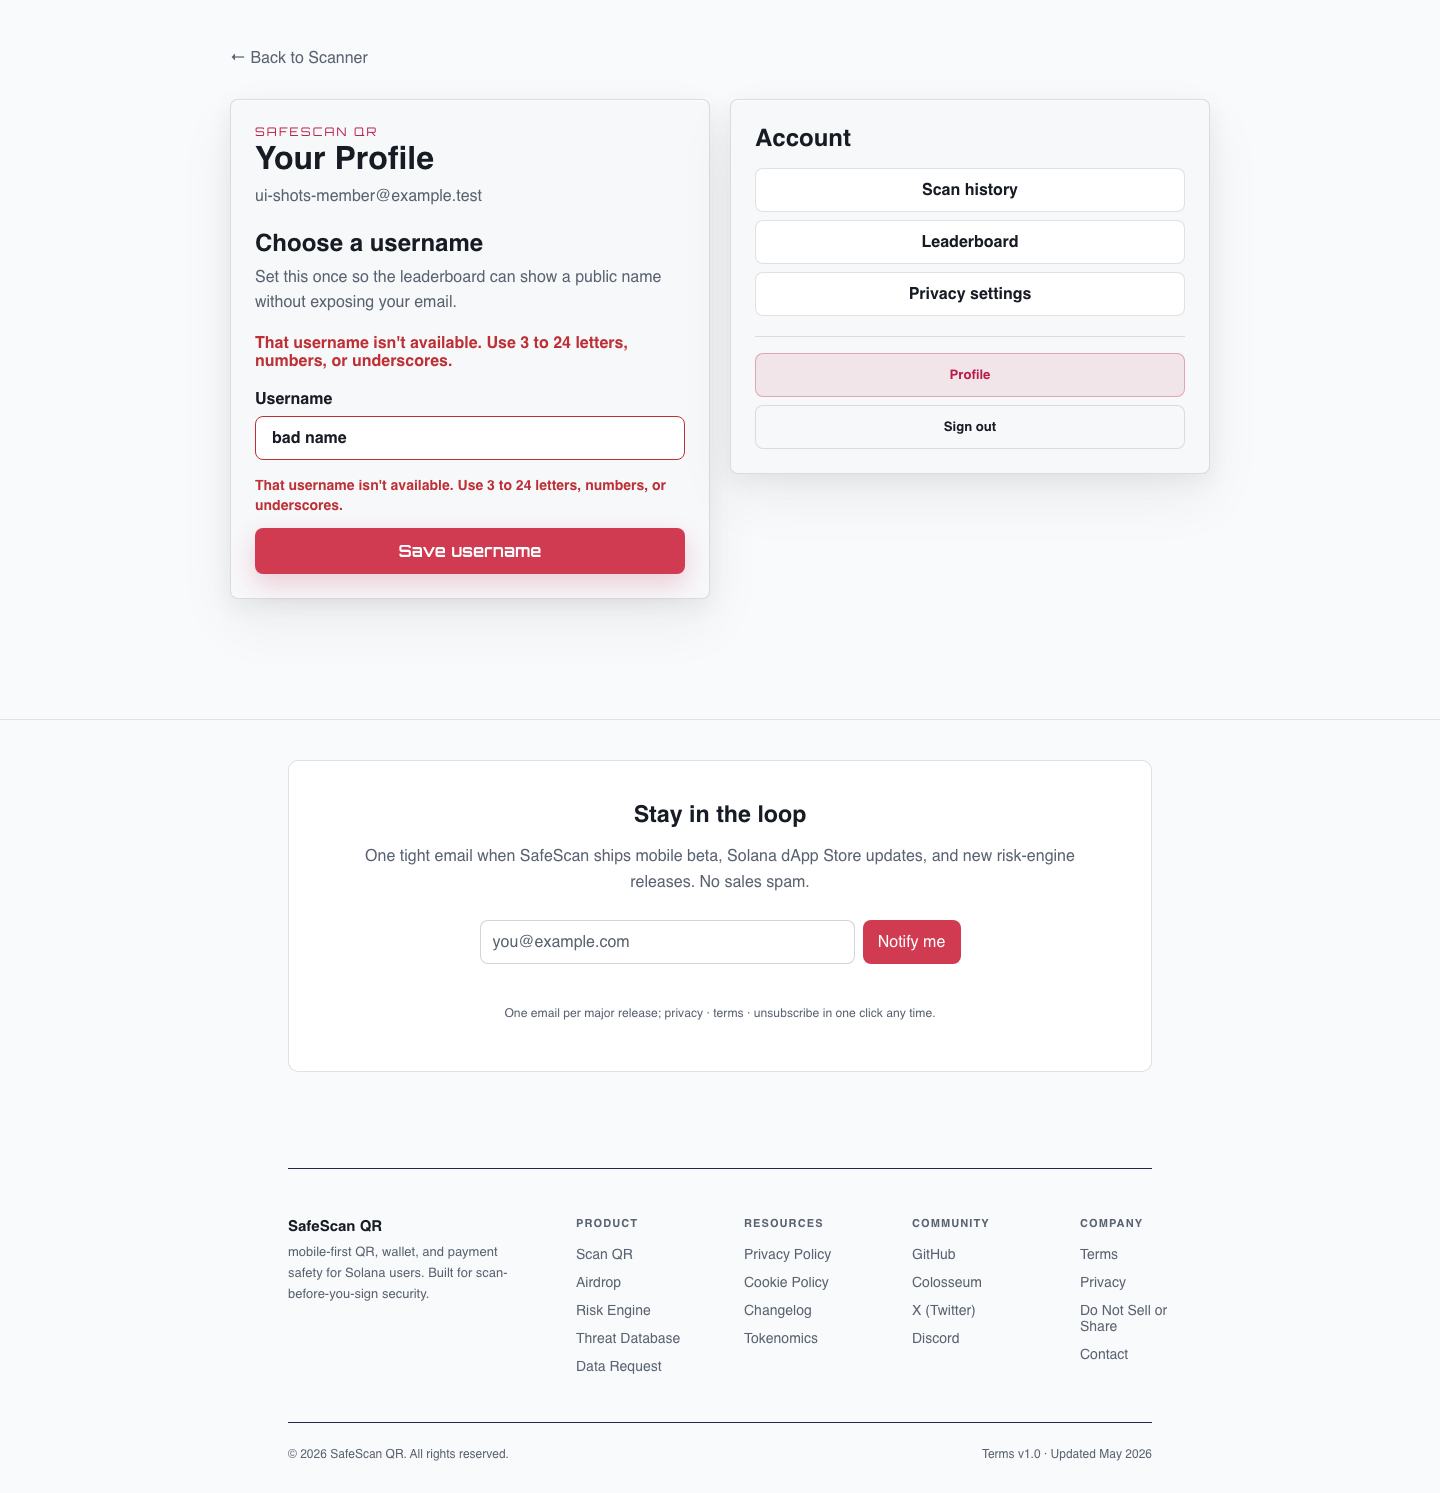 ← Back to Scanner
SAFESCAN QR
Your Profile
ui-shots-member@example.test
Choose a username
Set this once so the leaderboard can show a public name
without exposing your email.
That username isn't available. Use 3 to 24 letters,
numbers, or underscores.
Username
bad name
That username isn't available. Use 3 to 24 letters, numbers, or
underscores.
Save username
Account
Scan history
Leaderboard
Privacy settings
Profile
Sign out
Stay in the loop
One tight email when SafeScan ships mobile beta, Solana dApp Store updates, and new risk-engine
releases. No sales spam.
you@example.com
Notify me
One email per major release; privacy · terms · unsubscribe in one click any time.
SafeScan QR
mobile-first QR, wallet, and payment
safety for Solana users. Built for scan-
before-you-sign security.
PRODUCT
Scan QR
Airdrop
Risk Engine
Threat Database
Data Request
RESOURCES
Privacy Policy
Cookie Policy
Changelog
Tokenomics
COMMUNITY
GitHub
Colosseum
X (Twitter)
Discord
COMPANY
Terms
Privacy
Do Not Sell or
Share
Contact
© 2026 SafeScan QR. All rights reserved.
Terms v1.0 · Updated May 2026